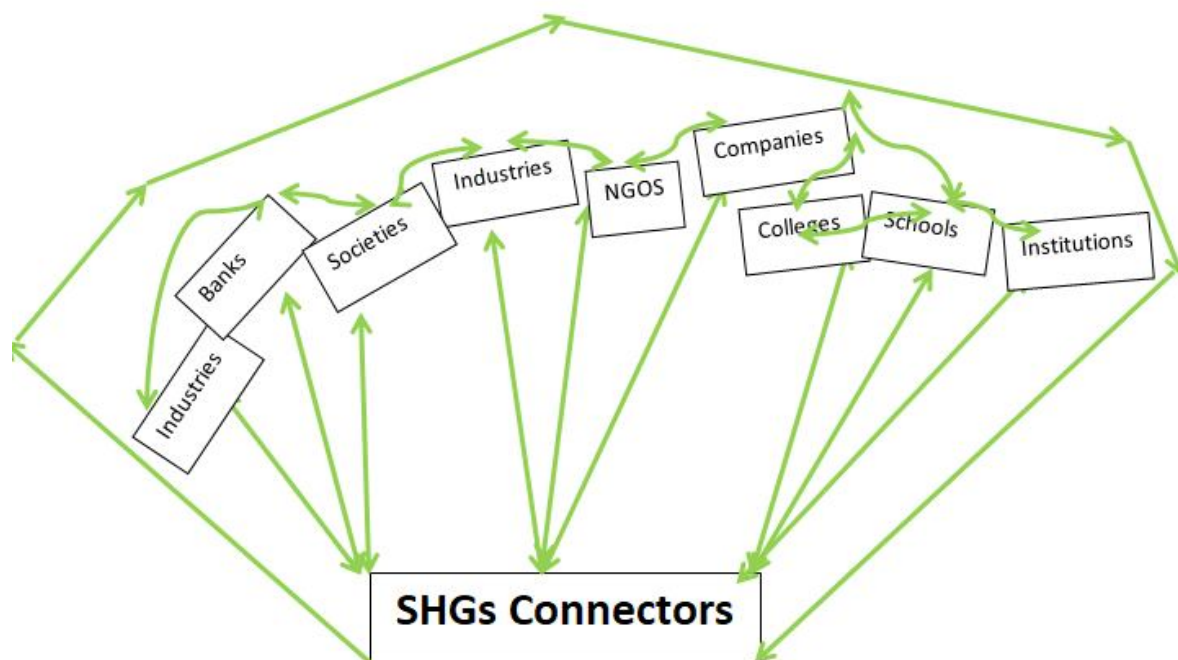 Industries
Banks
Societies
Industries
NGOS
Companies
Colleges
Schools
Institutions
SHGs Connectors